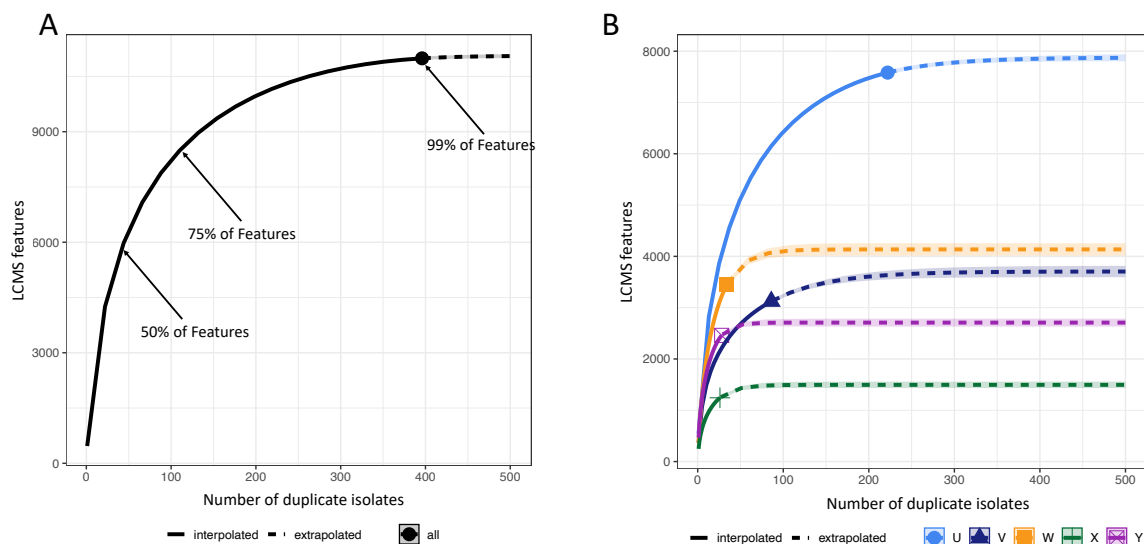 A
LCMS features
9000
6000
3000
0
99% of Features
75% of Features
50% of Features
0 100 200 300 400 500
Number of duplicate isolates
interpolated extrapolated all
B
LCMS features
8000
6000
4000
2000
0
0 100 200 300 400 500
Number of duplicate isolates
interpolated extrapolated U V W X Y